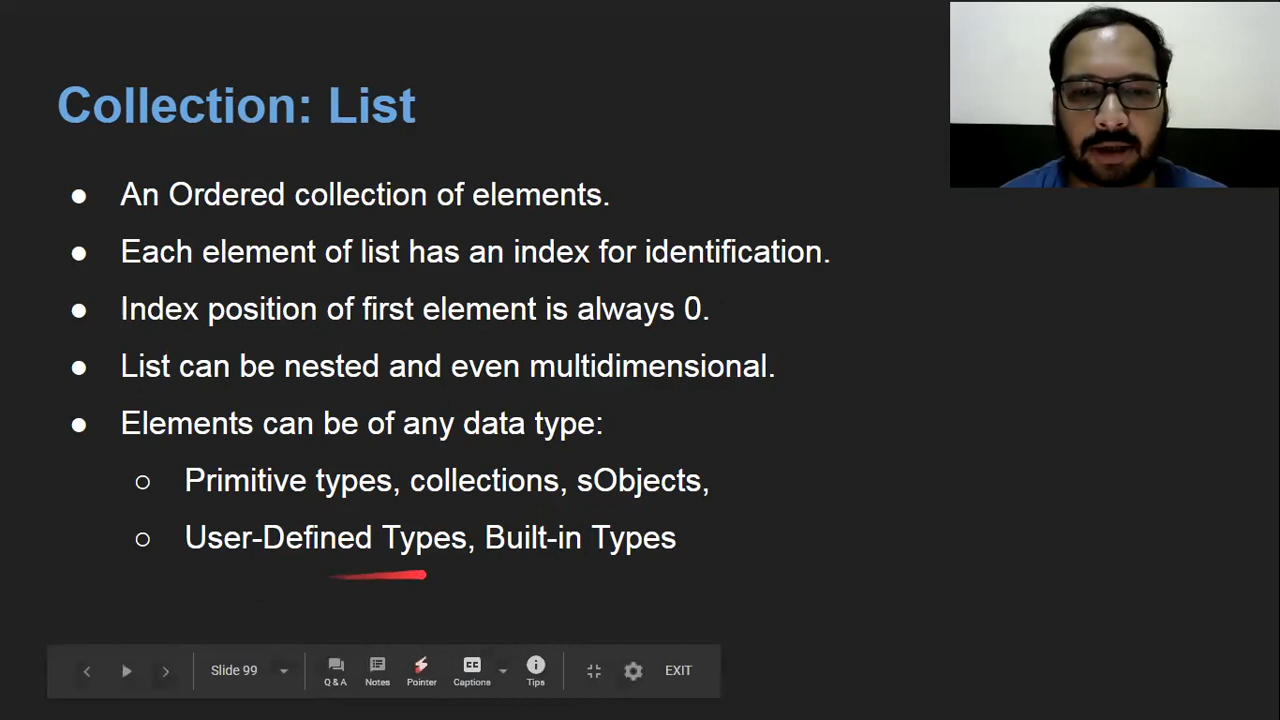 Collection: List
● An Ordered collection of elements.
● Each element of list has an index for identification.
● Index position of first element is always 0.
● List can be nested and even multidimensional.
● Elements can be of any data type:
○ Primitive types, collections, sObjects,
○ User-Defined Types, Built-in Types
Slide 99
Q & A Notes Pointer CC Captions Tips EXIT